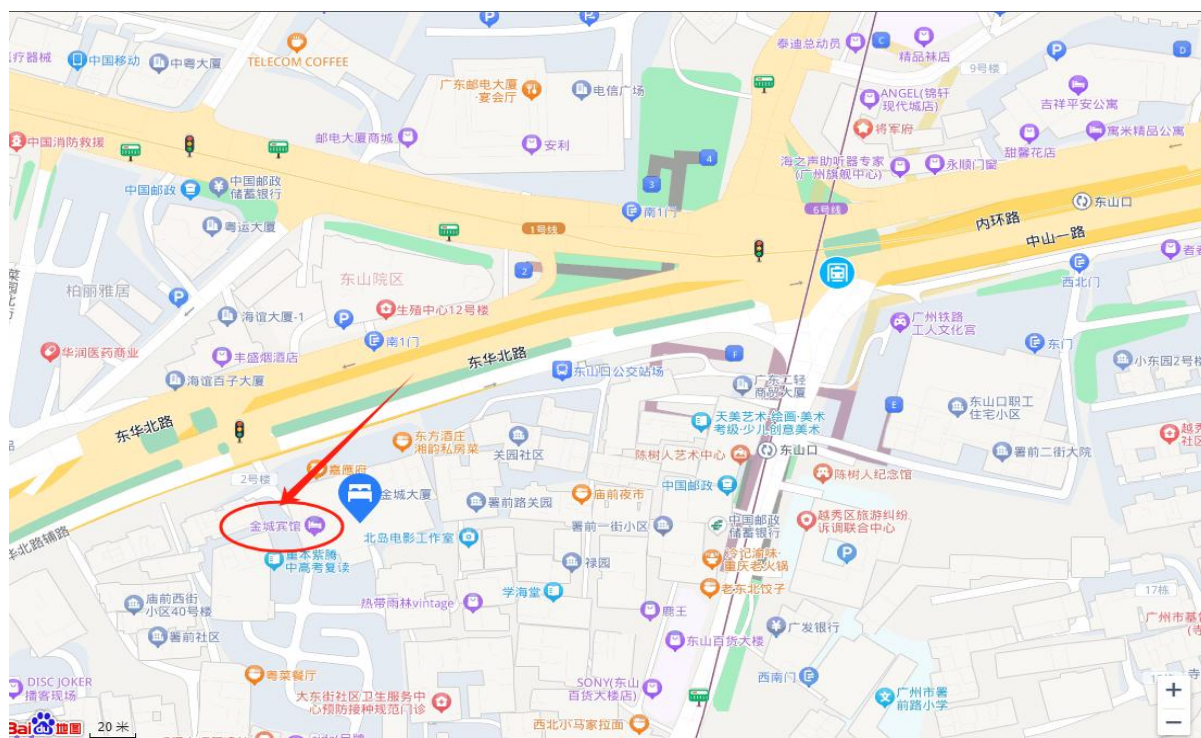 疗器械
中国移动
中粤大厦
TELECOM COFFEE
P
泰迪总动员
C
精品袜店
9号楼
P
D
广东邮电大厦
·宴会厅
电信广场
ANGEL(锦轩
现代城店)
吉祥平安公寓
中国消防救援
邮电大厦商城
安利
将军府
寓米精品公寓
甜馨花店
4
3
海之声助听器专家
(广州旗舰中心)
永顺门窗
中国邮政
中国邮政
储蓄银行
南1门
6号线
东山口
粤运大厦
1号线
内环路
中山一路
2
东山院区
西北门
柏丽雅居
P
海谊大厦-1
P
生殖中心12号楼
广州铁路
工人文化宫
华润医药商业
丰盛烟酒店
南1门
东华北路
F
东门
小东园2号楼
海谊百子大厦
东山口公交站场
广东工轻
商贸大厦
E
东山口职工
住宅小区
东华北路
东方酒庄
湘韵私房菜
关园社区
天美艺术·绘画·美术
考级·少儿创意美术
署前二街大院
2号楼
嘉應府
陈树人艺术中心
东山口
陈树人纪念馆
金城大厦
署前路关园
庙前夜市
中国邮政
金城宾馆
北岛电影工作室
署前一街小区
中国邮政
储蓄银行
越秀区旅游纠纷
诉调联合中心
P
重本紫腾
中高考复读
禄园
冷记渝味·
重庆老火锅
学海堂
老东北饺子
17栋
庙前西街
小区40号楼
热带雨林vintage
鹿王
广发银行
署前社区
东山百货大楼
DISC JOKER
播客现场
粤菜餐厅
大东街社区卫生服务中
心预防接种规范门诊
SONY(东山
百货大楼店)
西南门
广州市署
前路小学
西北小马家拉面
Bai 地图
20 米
+
−